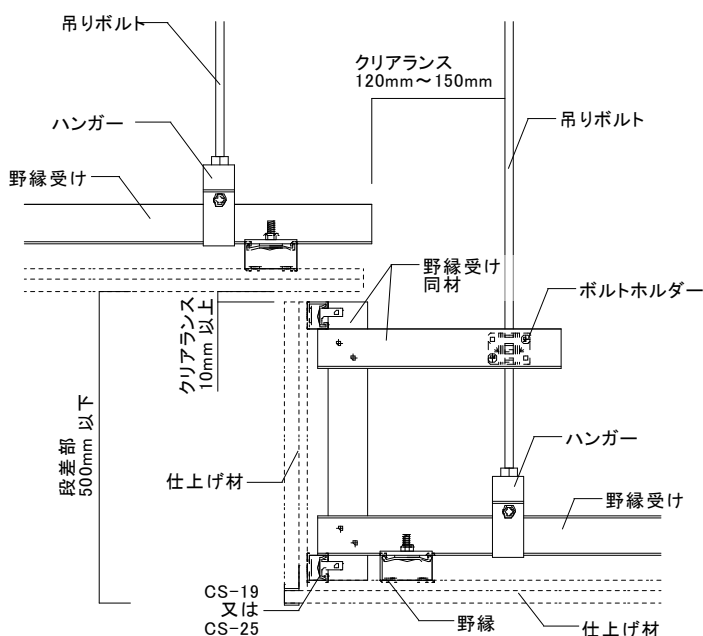 吊りボルト
クリアランス
120mm～150mm
ハンガー
吊りボルト
野縁受け
野縁受け
同材
ボルトホルダー
クリアランス
10mm 以上
段差部
500mm 以下
仕上げ材
ハンガー
野縁受け
CS-19
又は
CS-25
野縁
仕上げ材